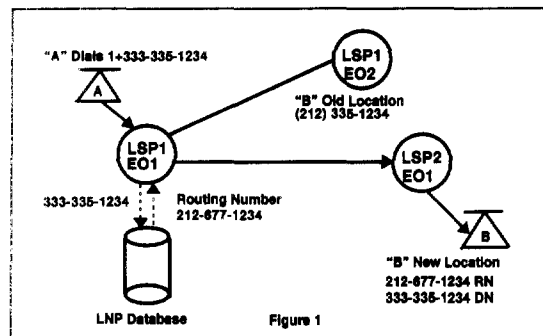 "A" Dials 1+333-335-1234
A
LSP1
EO2
"B" Old Location
(212) 335-1234
LSP1
EO1
LSP2
EO1
333-335-1234
Routing Number
212-677-1234
B
"B" New Location
212-677-1234 RN
333-335-1234 DN
LNP Database
Figure 1